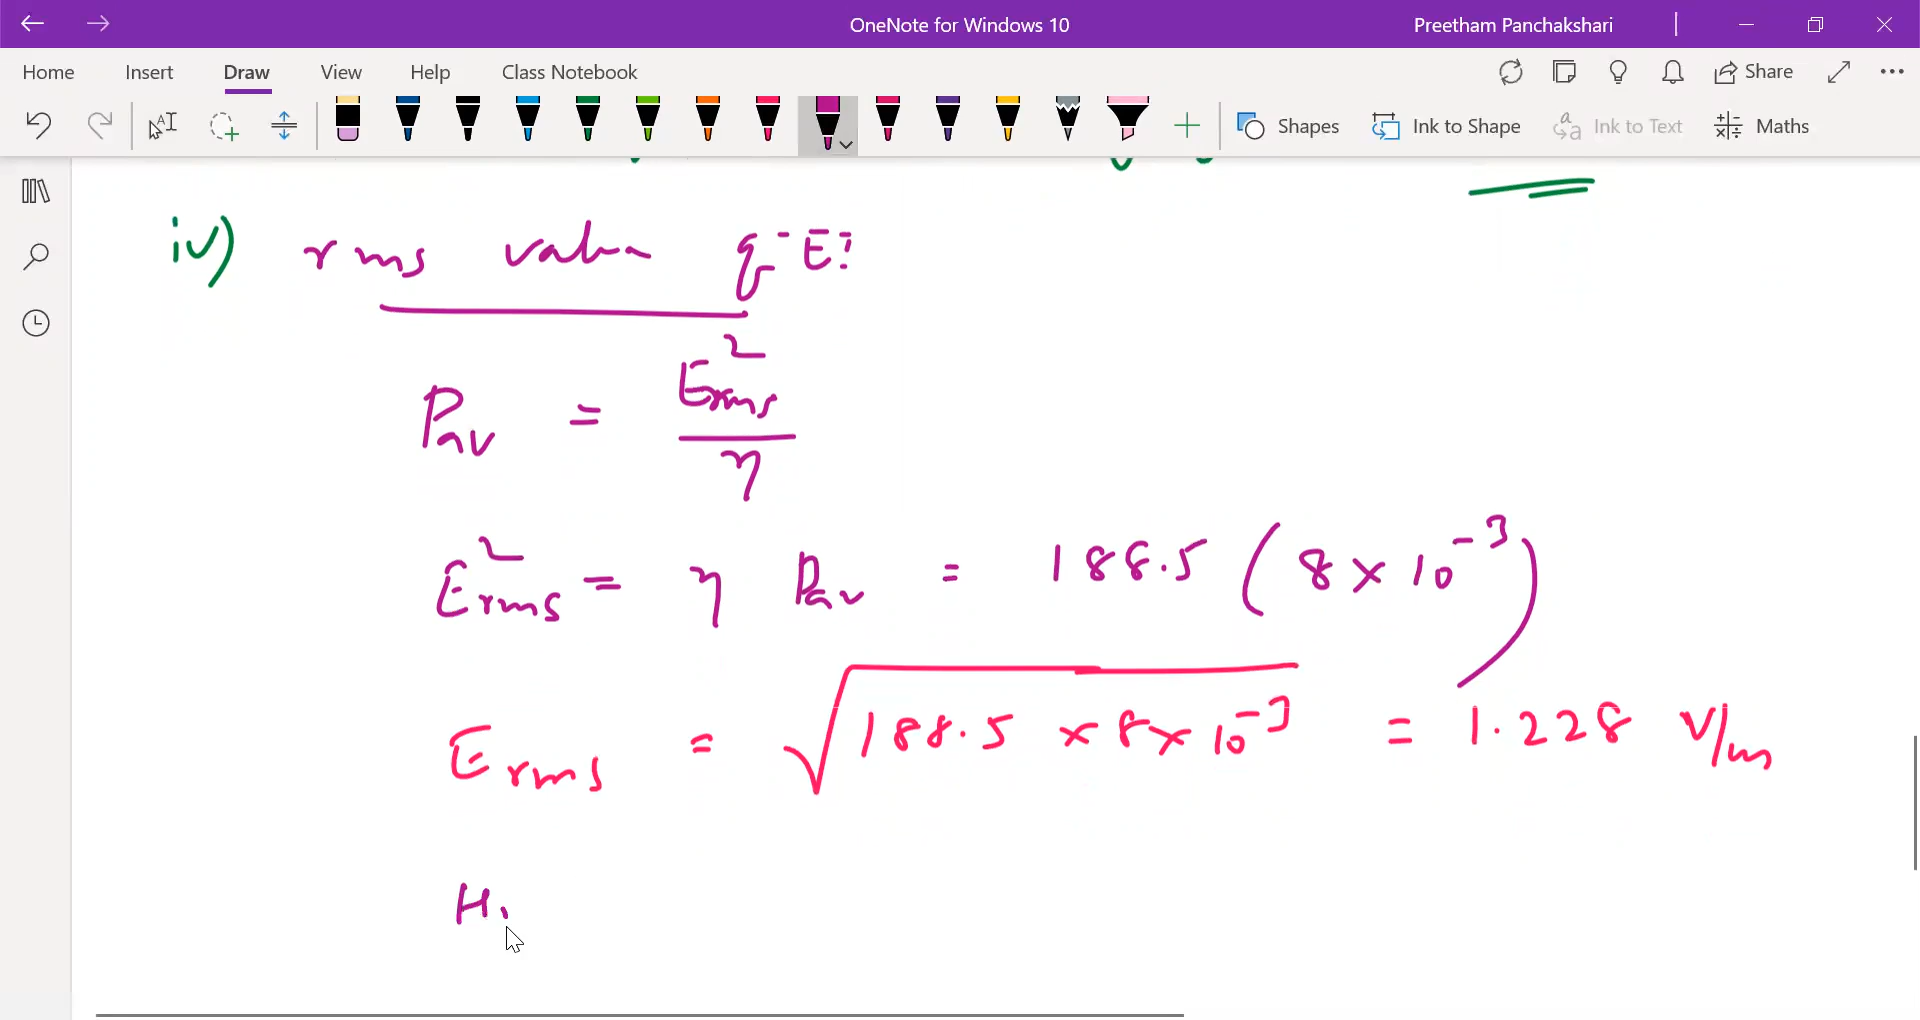 OneNote for Windows 10
Preetham Panchakshari
Home Insert Draw View Help Class Notebook
Share
Shapes Ink to Shape Ink to Text Maths
iv) rms value of E:
Pav = E²rms / η
E²rms = η Pav = 188.5 (8 × 10⁻³)
Erms = √188.5 × 8 × 10⁻³ = 1.228 V/m
H